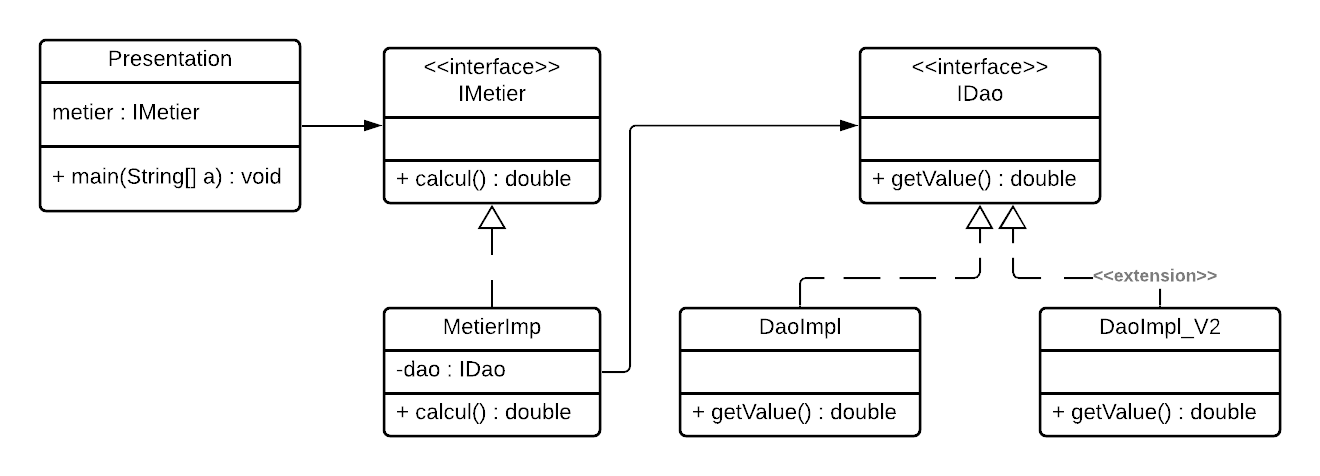 Presentation
metier : IMetier
+ main(String[] a) : void
<<interface>>
IMetier
+ calcul() : double
<<interface>>
IDao
+ getValue() : double
<<extension>>
MetierImp
-dao : IDao
+ calcul() : double
DaoImpl
+ getValue() : double
DaoImpl_V2
+ getValue() : double